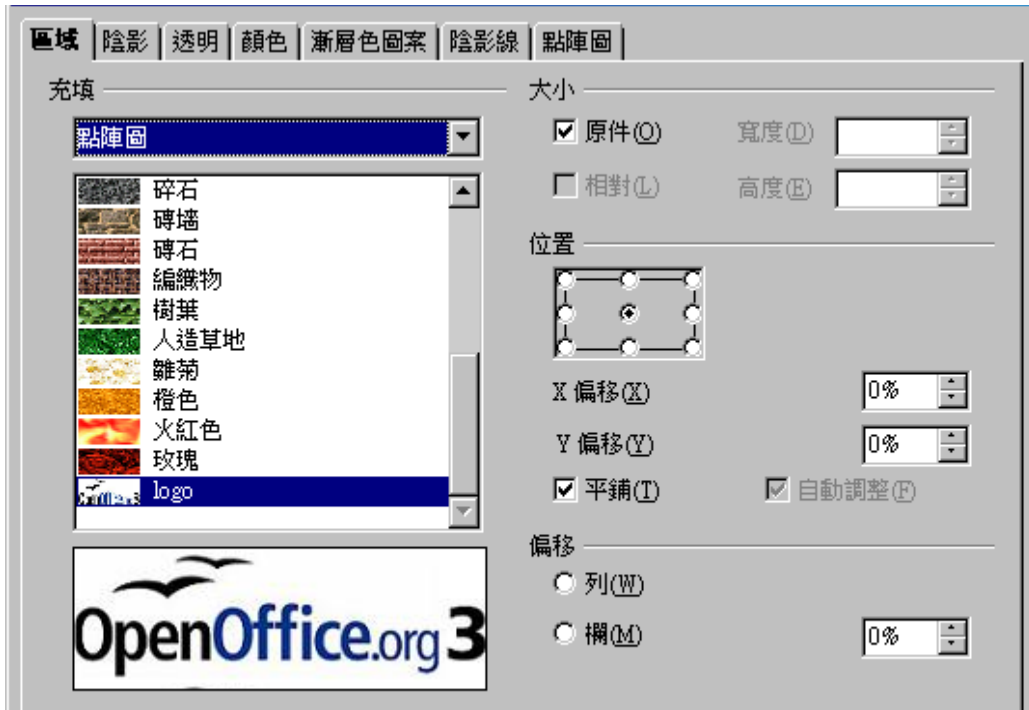 區域 陰影 透明 顏色 漸層色圖案 陰影線 點陣圖
充填
點陣圖
碎石
磚墻
磚石
編織物
樹葉
人造草地
雛菊
橙色
火紅色
玫瑰
logo
OpenOffice.org 3
大小
原件(O) 寬度(D)
相對(L) 高度(E)
位置
X 偏移(X) 0%
Y 偏移(Y) 0%
平鋪(T) 自動調整(F)
偏移
列(W)
欄(M) 0%